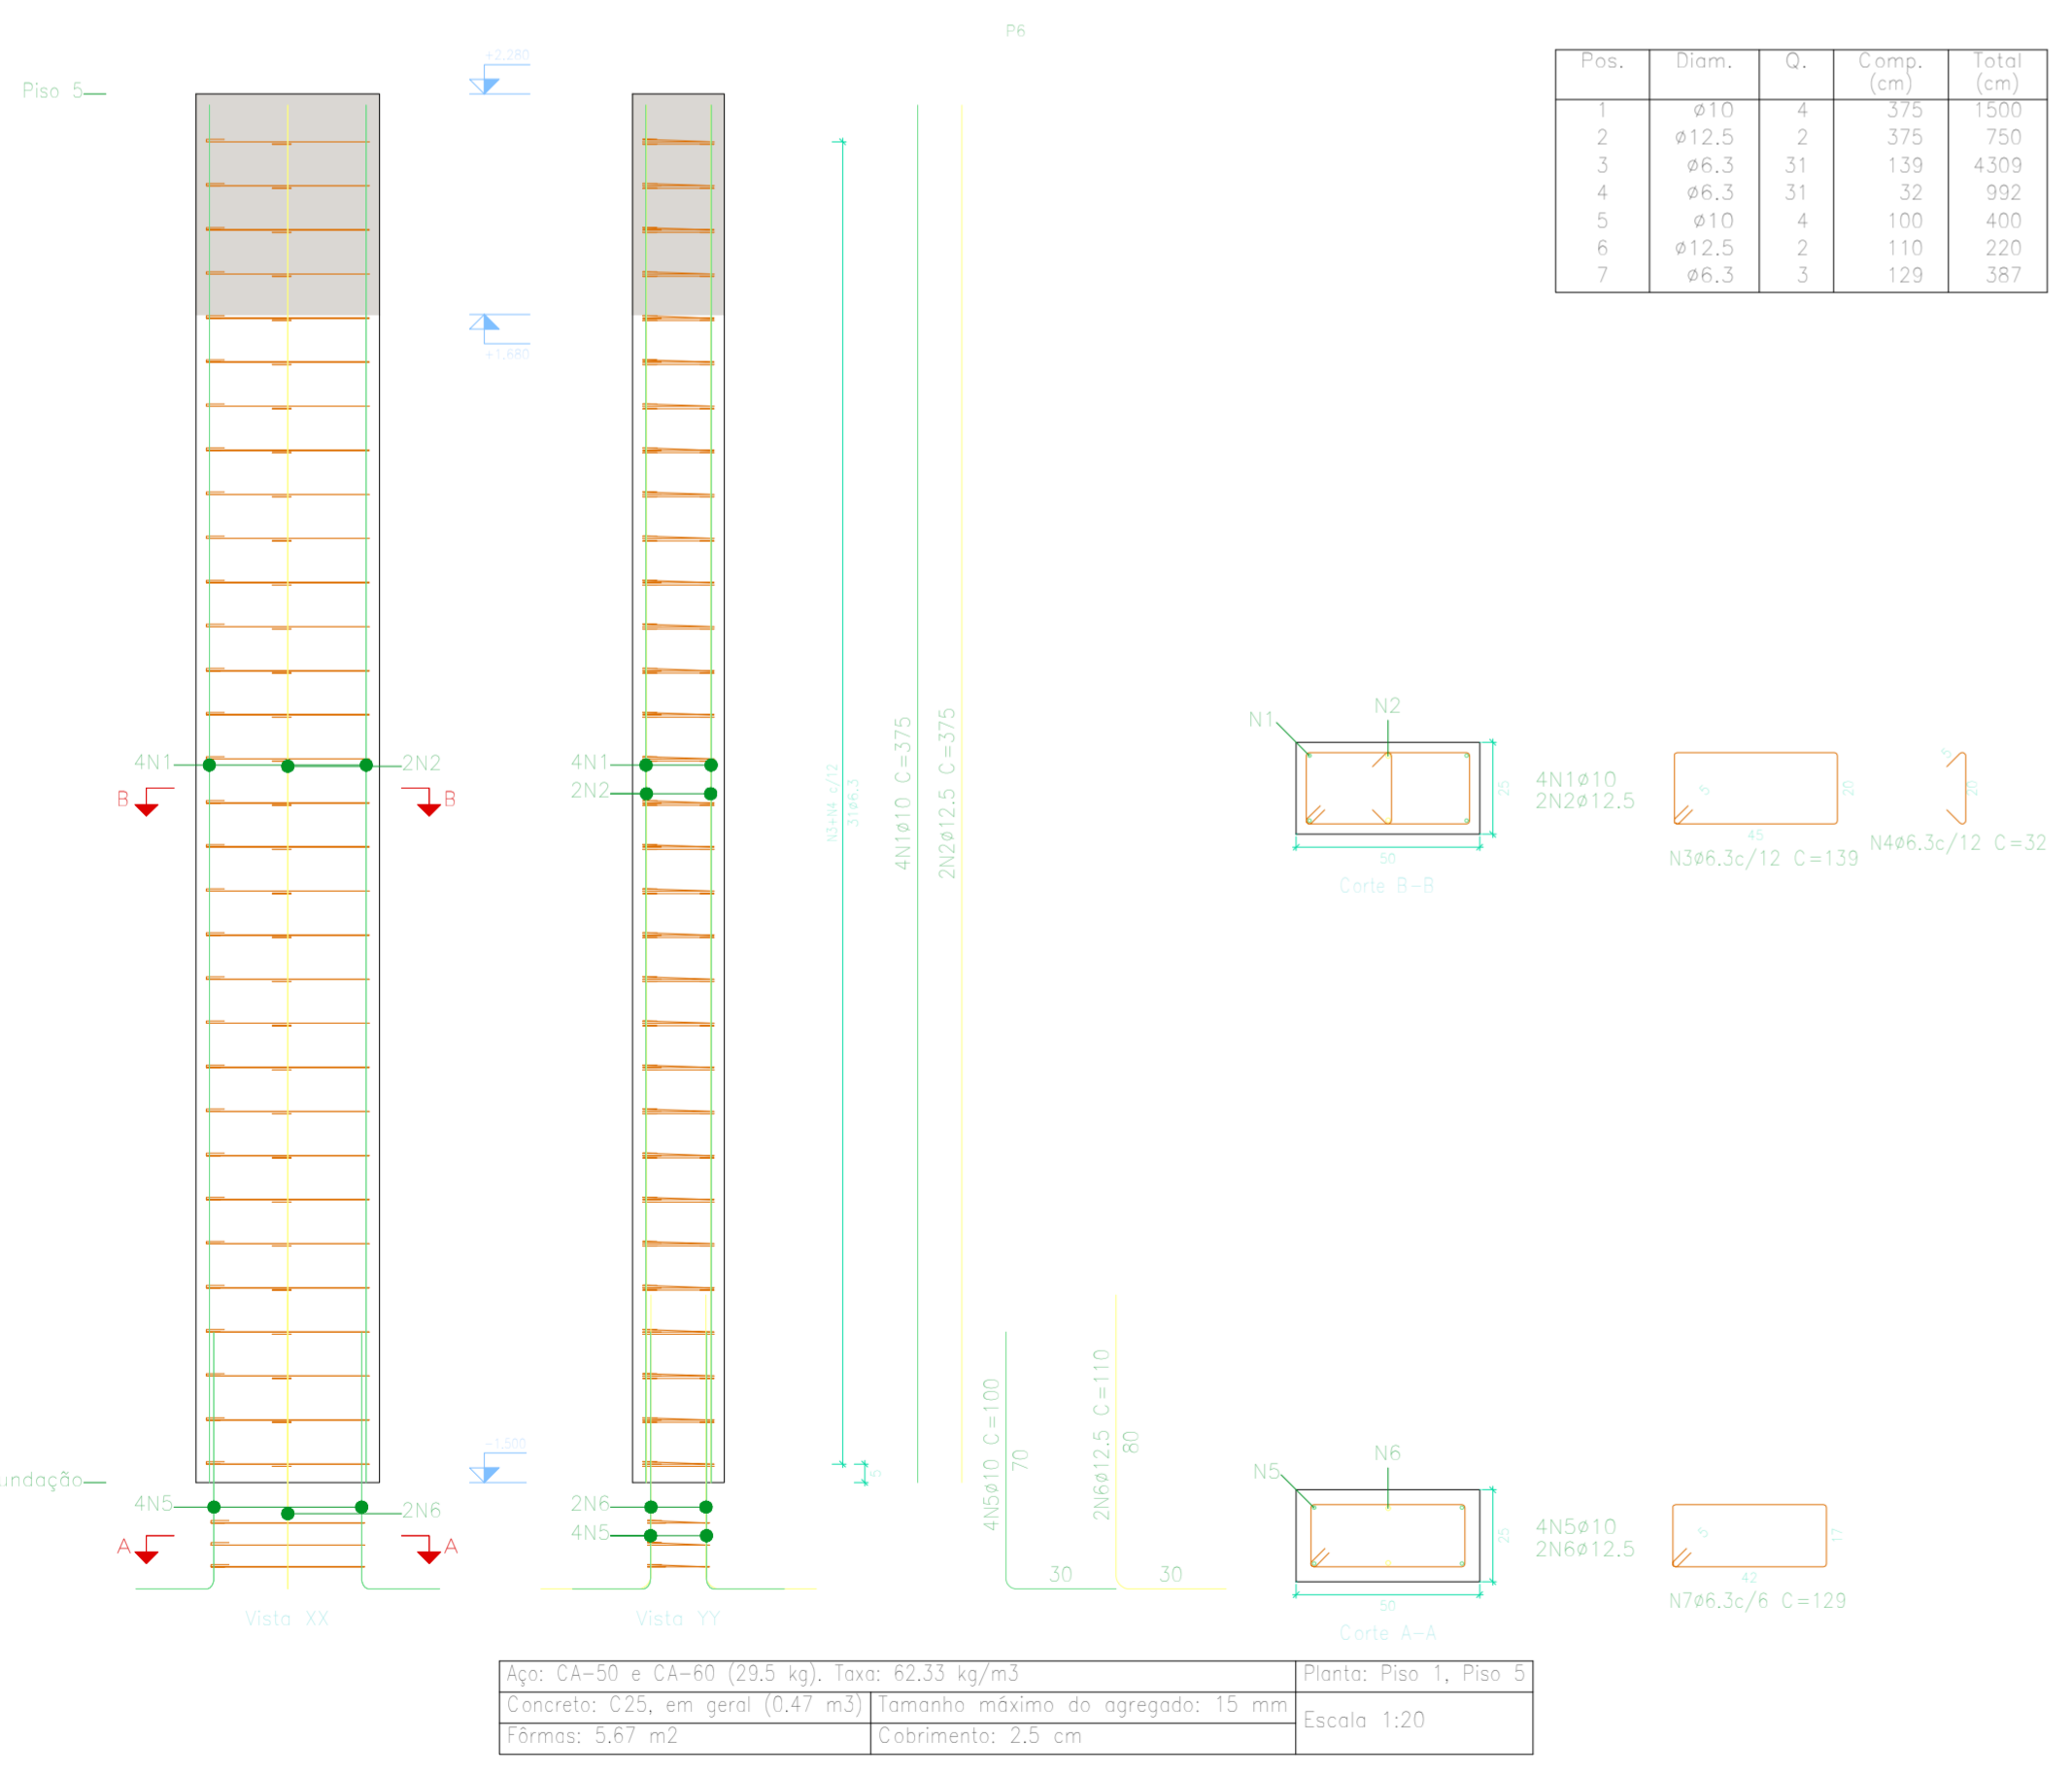 P6
Pos. Diam. Q. Comp. (cm) Total (cm)
1 ø10 4 375 1500
2 ø12.5 2 375 750
3 ø6.3 31 139 4309
4 ø6.3 31 32 992
5 ø10 4 100 400
6 ø12.5 2 110 220
7 ø6.3 3 129 387
Piso 5
+2.280
+1.680
4N1
2N2
B
B
4N1
2N2
N3+N4 c/12
31ø6.3
4N1ø10 C=375
2N2ø12.5 C=375
N1
N2
25
50
Corte B-B
4N1ø10
2N2ø12.5
5
20
45
N3ø6.3c/12 C=139
5
20
N4ø6.3c/12 C=32
undação
-1.500
5
4N5
2N6
A
A
2N6
4N5
Vista XX
Vista YY
4N5ø10 C=100
70
30
2N6ø12.5 C=110
80
30
N5
N6
25
50
Corte A-A
4N5ø10
2N6ø12.5
5
17
42
N7ø6.3c/6 C=129
Aço: CA-50 e CA-60 (29.5 kg). Taxa: 62.33 kg/m3
Planta: Piso 1, Piso 5
Concreto: C25, em geral (0.47 m3)
Tamanho máximo do agregado: 15 mm
Escala 1:20
Fôrmas: 5.67 m2
Cobrimento: 2.5 cm